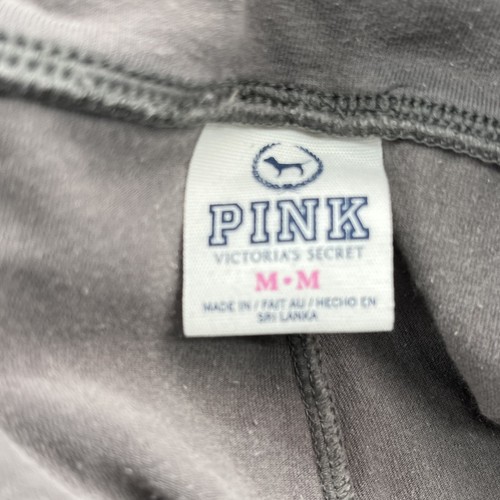 PINK
VICTORIA'S SECRET
M•M
MADE IN / FAIT AU / HECHO EN
SRI LANKA